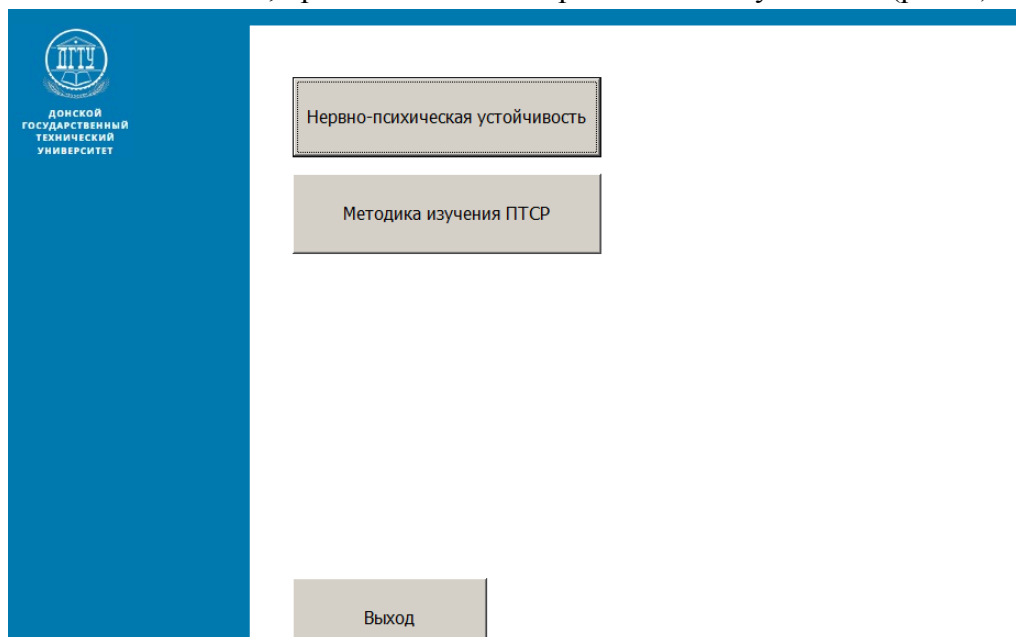 ДГТУ
ДОНСКОЙ
ГОСУДАРСТВЕННЫЙ
ТЕХНИЧЕСКИЙ
УНИВЕРСИТЕТ
Нервно-психическая устойчивость
Методика изучения ПТСР
Выход